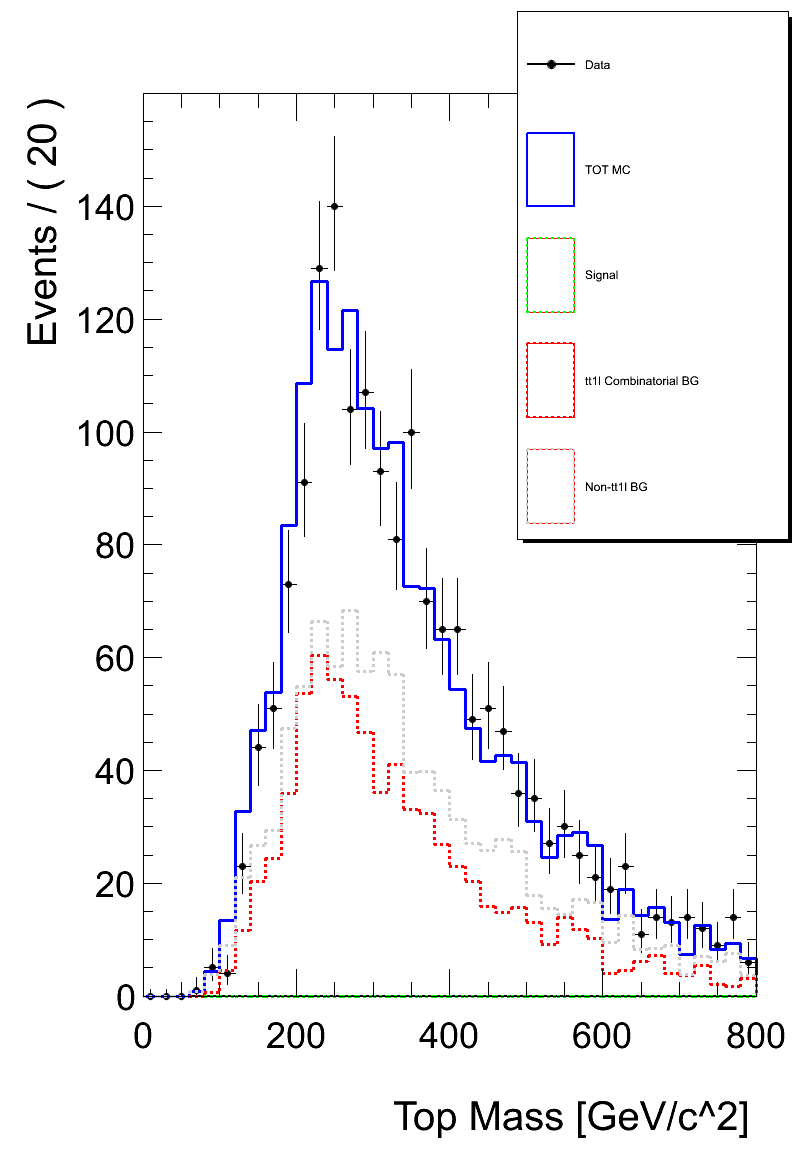 Data
TOT MC
Signal
tt1l Combinatorial BG
Non-tt1l BG
Events / ( 20 )
140
120
100
80
60
40
20
0
0 200 400 600 800
Top Mass [GeV/c^2]